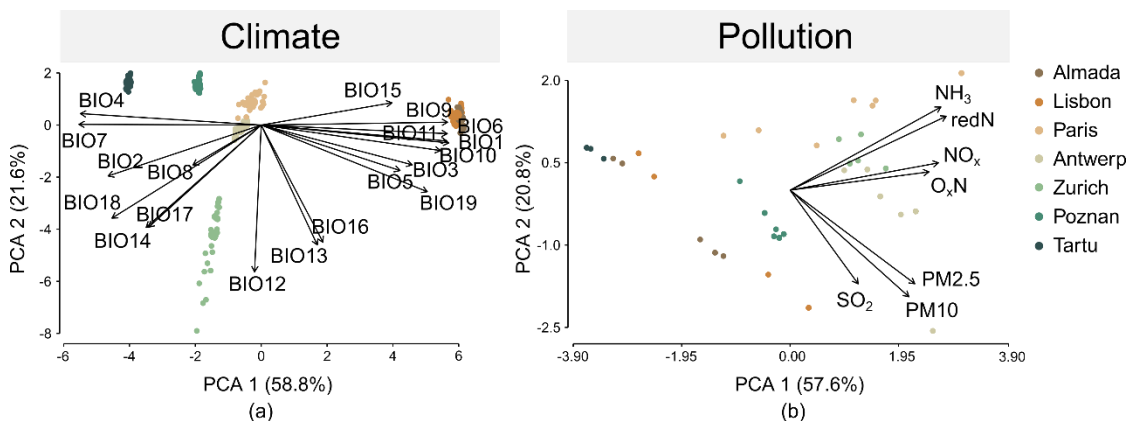 Climate
Pollution
2
0
-2
-4
-6
-8
PCA 2 (21.6%)
BIO4
BIO7
BIO2
BIO8
BIO18
BIO17
BIO14
BIO12
BIO13
BIO16
BIO15
BIO9
BIO6
BIO11
BIO1
BIO10
BIO3
BIO5
BIO19
-6 -4 -2 0 2 4 6
PCA 1 (58.8%)
(a)
2.0
0.5
-1.0
-2.5
PCA 2 (20.8%)
NH₃
redN
NOₓ
OₓN
PM2.5
PM10
SO₂
-3.90 -1.95 0.00 1.95 3.90
PCA 1 (57.6%)
(b)
Almada
Lisbon
Paris
Antwerp
Zurich
Poznan
Tartu